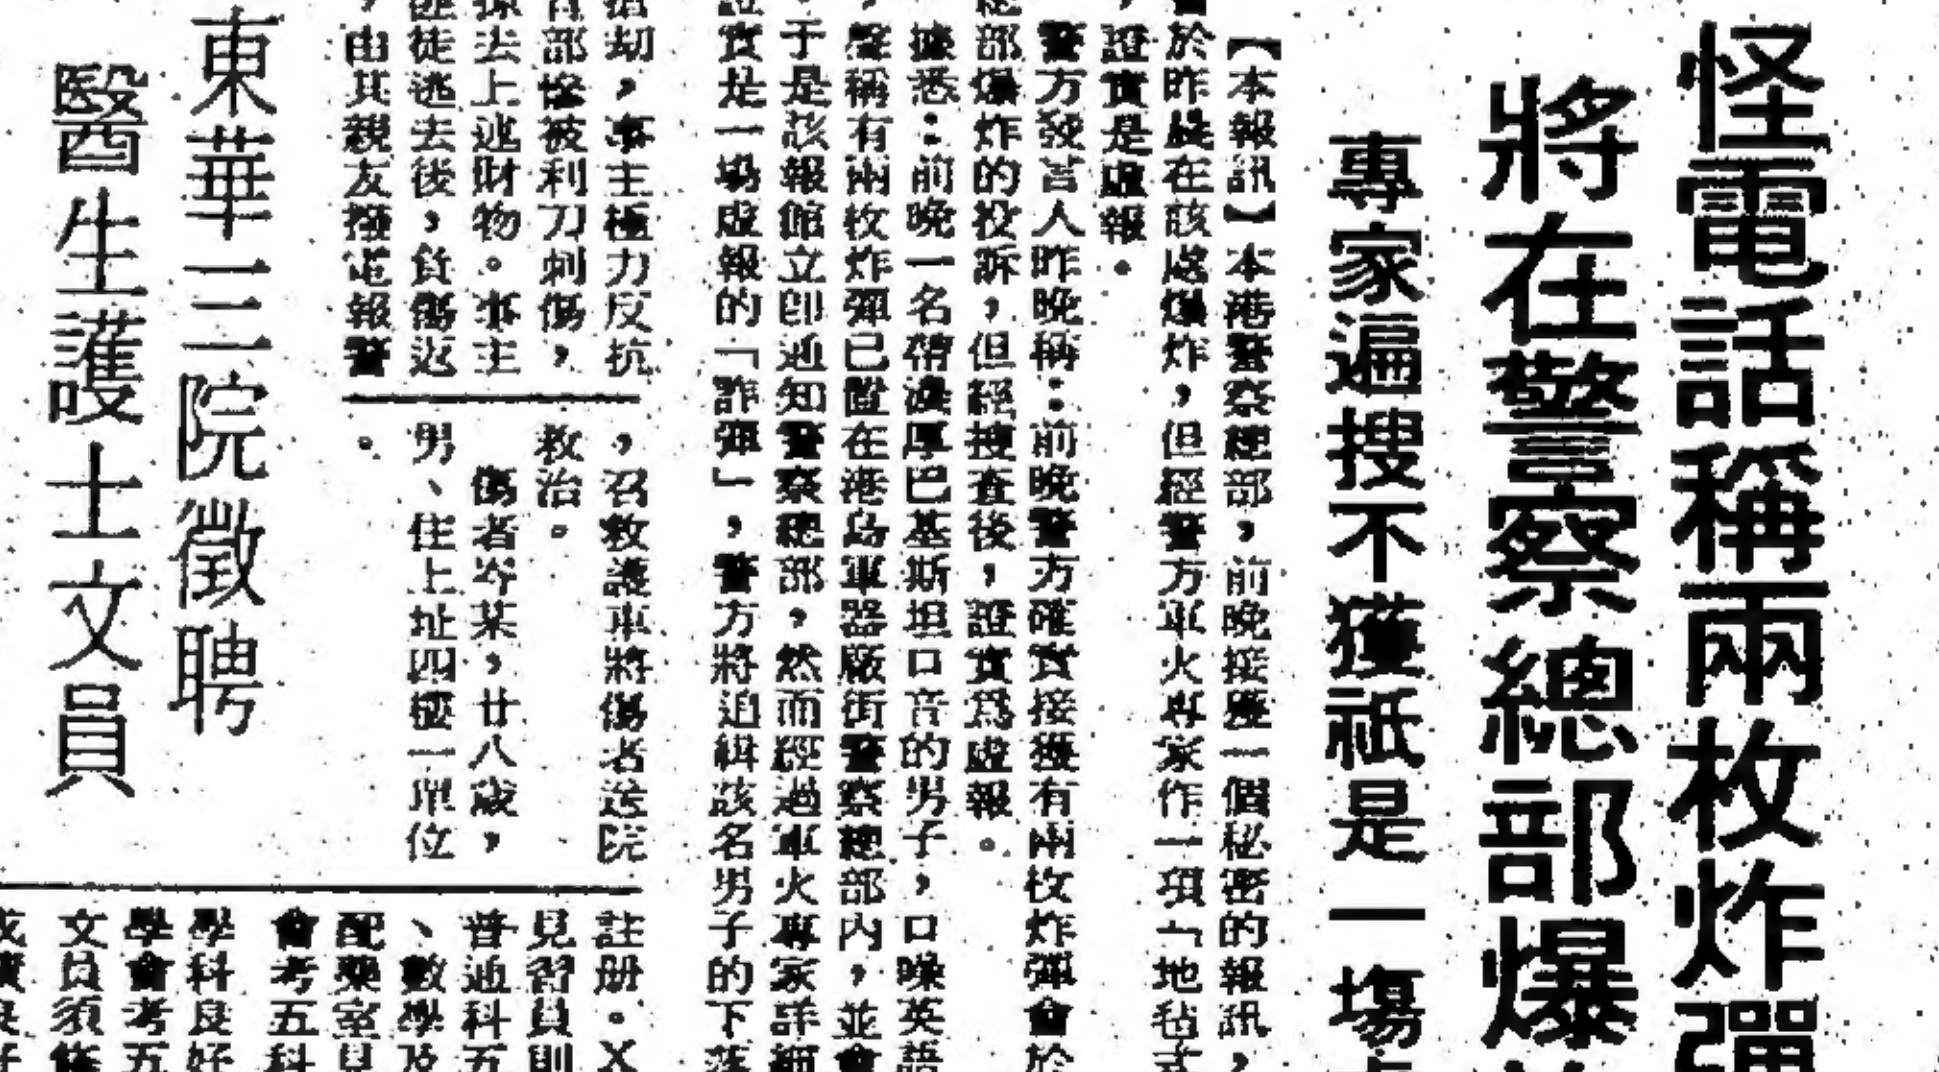 怪電話稱兩枚炸彈
將在警察總部爆
專家遍搜不獲祇是一場
【本報訊】本港警察總部，前晚接獲一個秘密的報訊，
於昨晨在該處爆炸，但經警方軍火專家作一項「地毡式
，證實是虛報。
警方發言人昨晚稱：前晚警方確實接獲有兩枚炸彈會於
總部爆炸的投訴，但經搜查後，證實爲虛報。
據悉：前晚一名帶濃厚巴基斯坦口音的男子，口操英語
，聲稱有兩枚炸彈已置在港島軍器廠街警察總部內，並會
于是該報館立即通知警察總部，然而經過軍火專家詳細
證實是一場虛報的「詐彈」，警方將追緝該名男子的下落
搶劫，事主極力反抗
部慘被利刀刺傷，
掠去上述財物。事主
匪徒逃去後，負傷返
，由其親友撥電報警
，召救護車將傷者送院
救治。
傷者岑某，廿八歲，
男、住上址四樓一單位
。
東華三院徵聘
醫生護士文員
註册。X
見習員則
普通科五
、數學及
配藥室見
會考五科
學科良好
學會考五
文員須